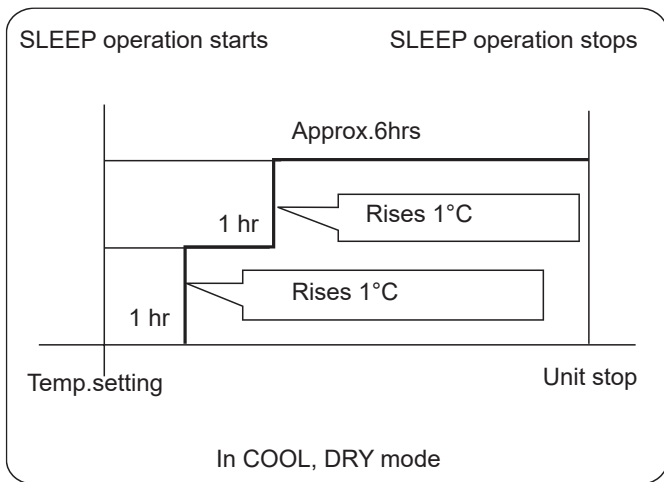 SLEEP operation starts
SLEEP operation stops
Approx.6hrs
Rises 1°C
1 hr
Rises 1°C
1 hr
Temp.setting
Unit stop
In COOL, DRY mode